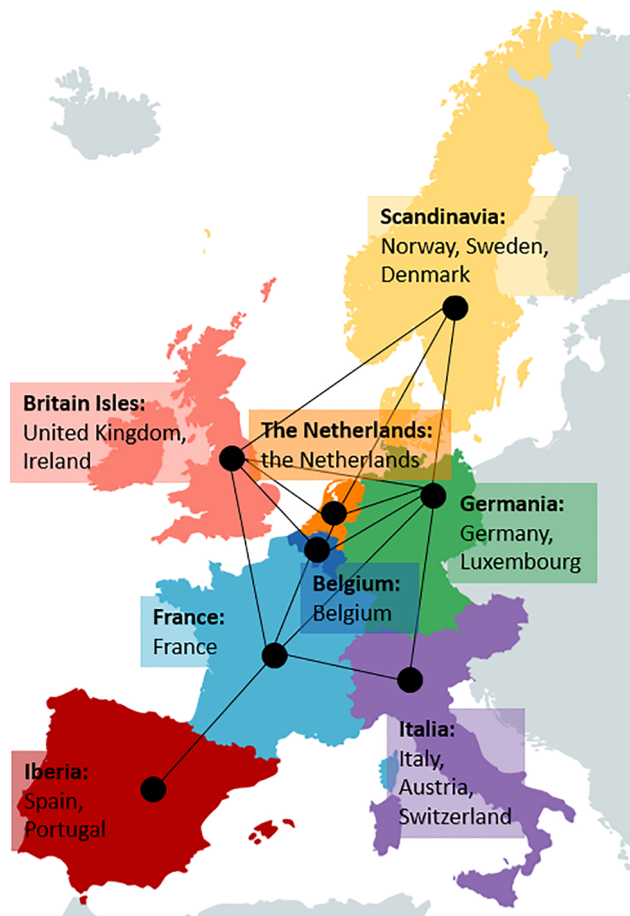 Scandinavia:
Norway, Sweden,
Denmark
Britain Isles:
United Kingdom,
Ireland
The Netherlands:
the Netherlands
Germania:
Germany,
Luxembourg
Belgium:
Belgium
France:
France
Italia:
Italy,
Austria,
Switzerland
Iberia:
Spain,
Portugal